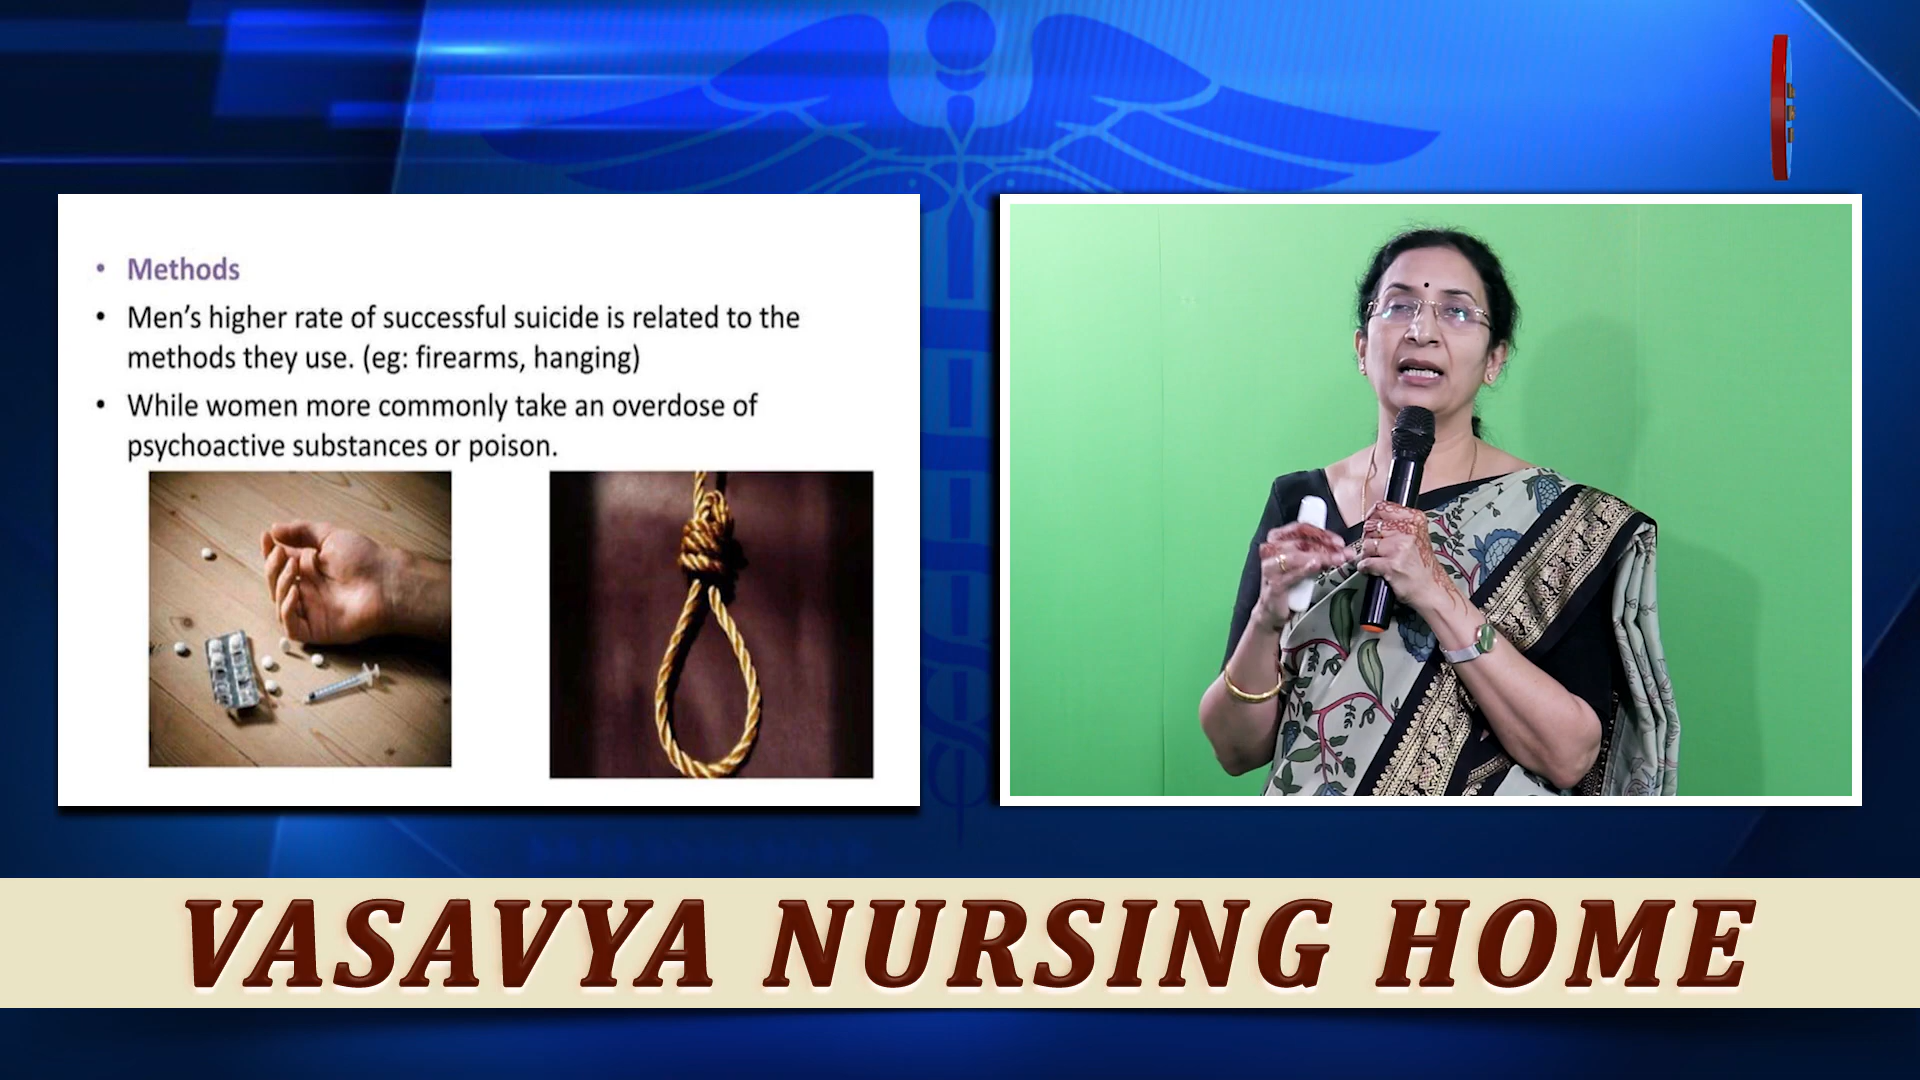 • Methods
• Men’s higher rate of successful suicide is related to the
methods they use. (eg: firearms, hanging)
• While women more commonly take an overdose of
psychoactive substances or poison.
VASAVYA NURSING HOME